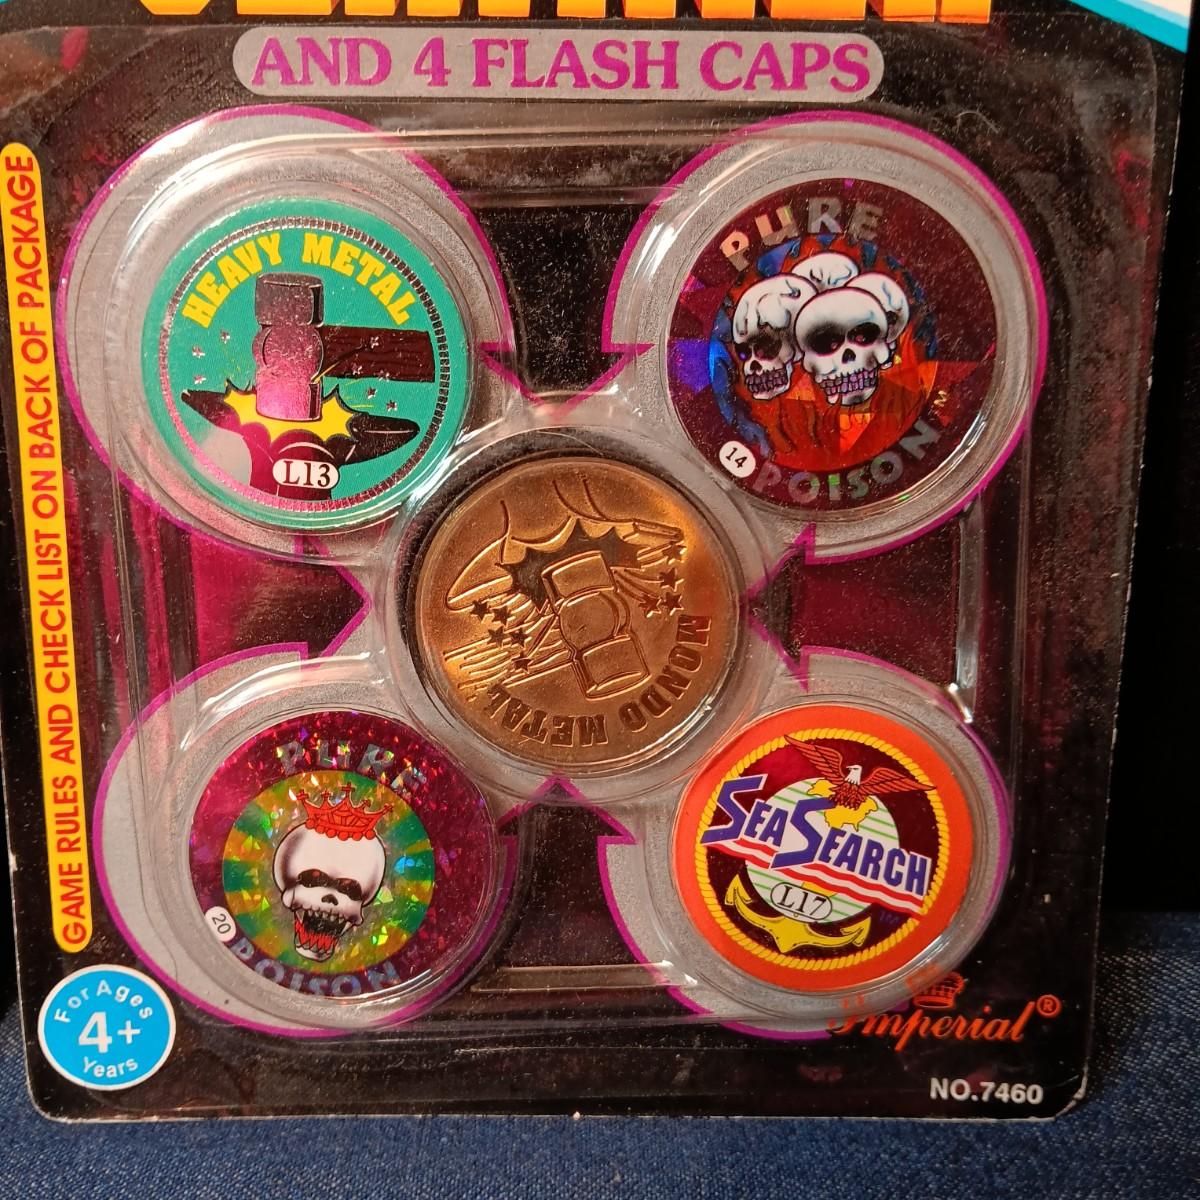 AND 4 FLASH CAPS
GAME RULES AND CHECK LIST ON BACK OF PACKAGE
HEAVY METAL
L13
PURE
POISON™
14
MONDO METAL
PURE
POISON
20
SEA SEARCH
L17
For Ages
4+
Years
Imperial®
NO.7460